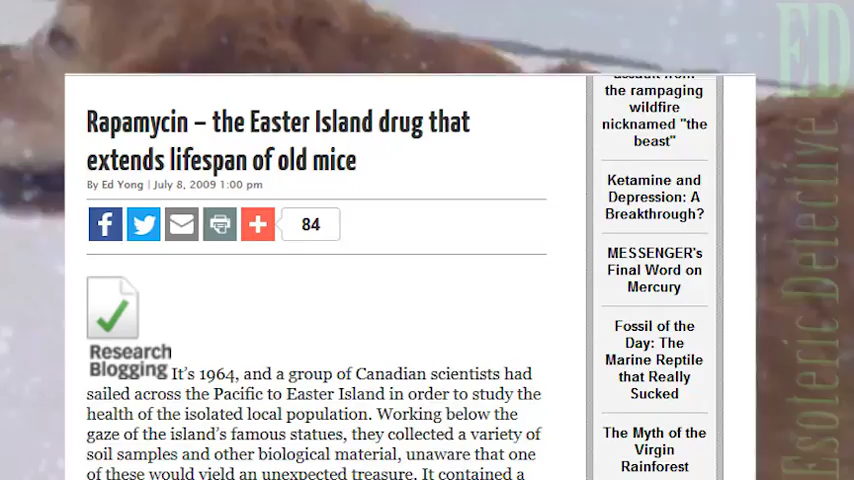 Rapamycin – the Easter Island drug that
extends lifespan of old mice
By Ed Yong | July 8, 2009 1:00 pm
84
Research
Blogging It's 1964, and a group of Canadian scientists had
sailed across the Pacific to Easter Island in order to study the
health of the isolated local population. Working below the
gaze of the island's famous statues, they collected a variety of
soil samples and other biological material, unaware that one
of these would yield an unexpected treasure. It contained a
assault from
the rampaging
wildfire
nicknamed "the
beast"
Ketamine and
Depression: A
Breakthrough?
MESSENGER's
Final Word on
Mercury
Fossil of the
Day: The
Marine Reptile
that Really
Sucked
The Myth of the
Virgin
Rainforest
ED
Esoteric Detective